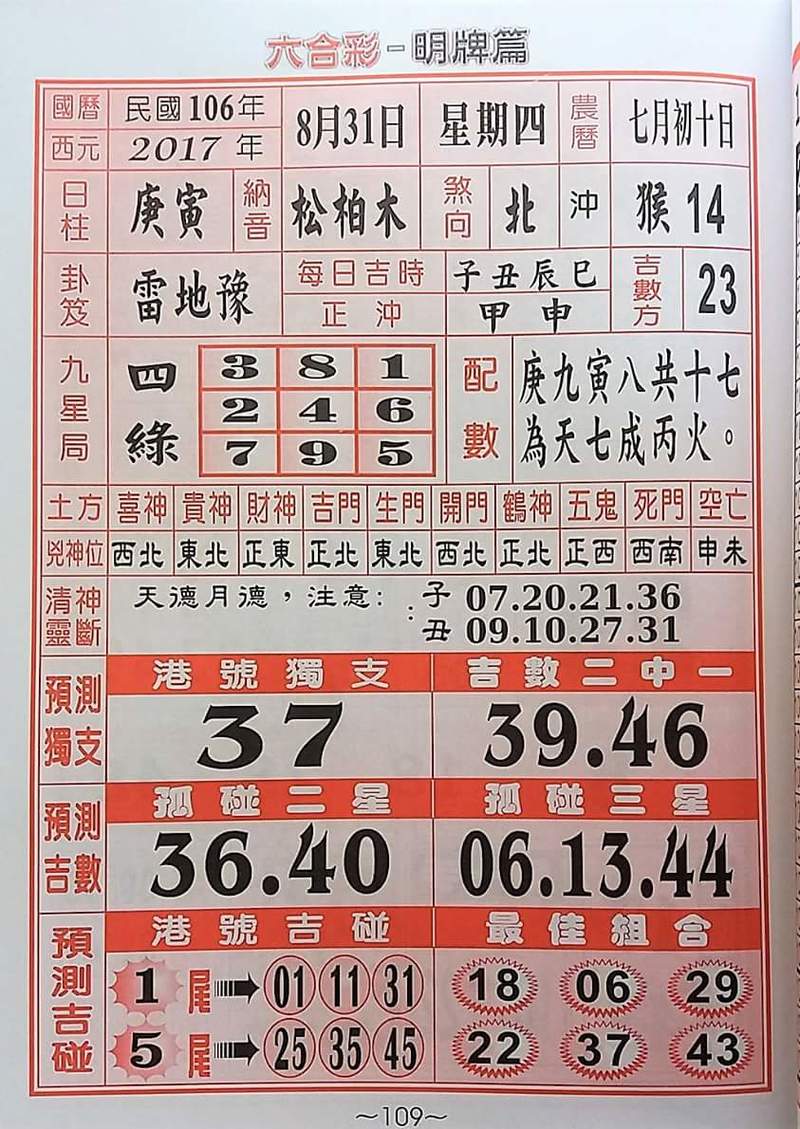 六合彩-明牌篇
國曆 民國106年 8月31日 星期四 農曆 七月初十日
西元 2017年
日柱 庚寅 納音 松柏木 煞向 北 沖 猴14
卦笈 雷地豫 每日吉時 子丑辰巳 吉數方 23
正沖 甲申
九星局 四綠 3 8 1 配數 庚九寅八共十七
2 4 6 為天七成丙火。
7 9 5
土方 喜神 貴神 財神 吉門 生門 開門 鶴神 五鬼 死門 空亡
兇神位 西北 東北 正東 正北 東北 西北 正北 正西 西南 申未
清神靈斷 天德月德，注意: : 子 07.20.21.36
丑 09.10.27.31
預測獨支 港號獨支 吉數二中一
37 39.46
預測吉數 孤碰二星 孤碰三星
36.40 06.13.44
預測吉碰 港號吉碰 最佳組合
1尾 01 11 31 18 06 29
5尾 25 35 45 22 37 43
~109~